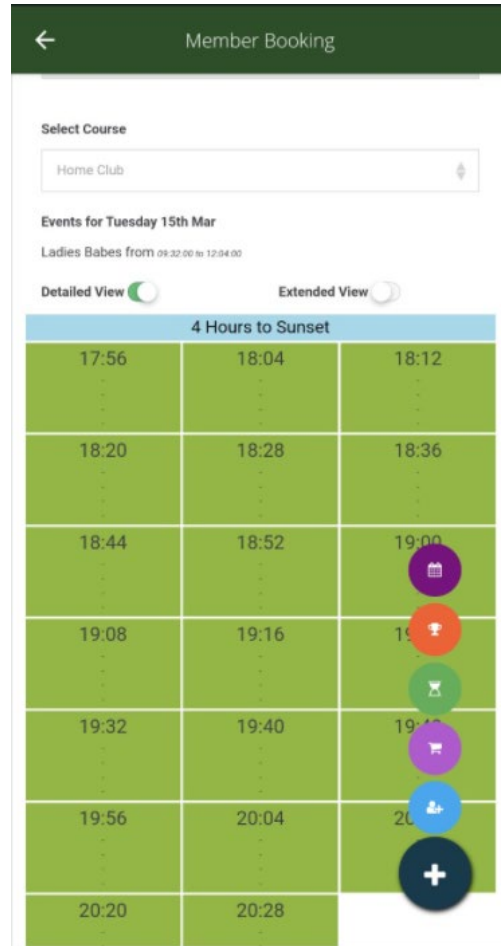 Member Booking
Select Course
Home Club
Events for Tuesday 15th Mar
Ladies Babes from 09:32:00 to 12:04:00
Detailed View Extended View
4 Hours to Sunset
17:56 18:04 18:12
18:20 18:28 18:36
18:44 18:52 19:00
19:08 19:16
19:32 19:40
19:56 20:04
20:20 20:28